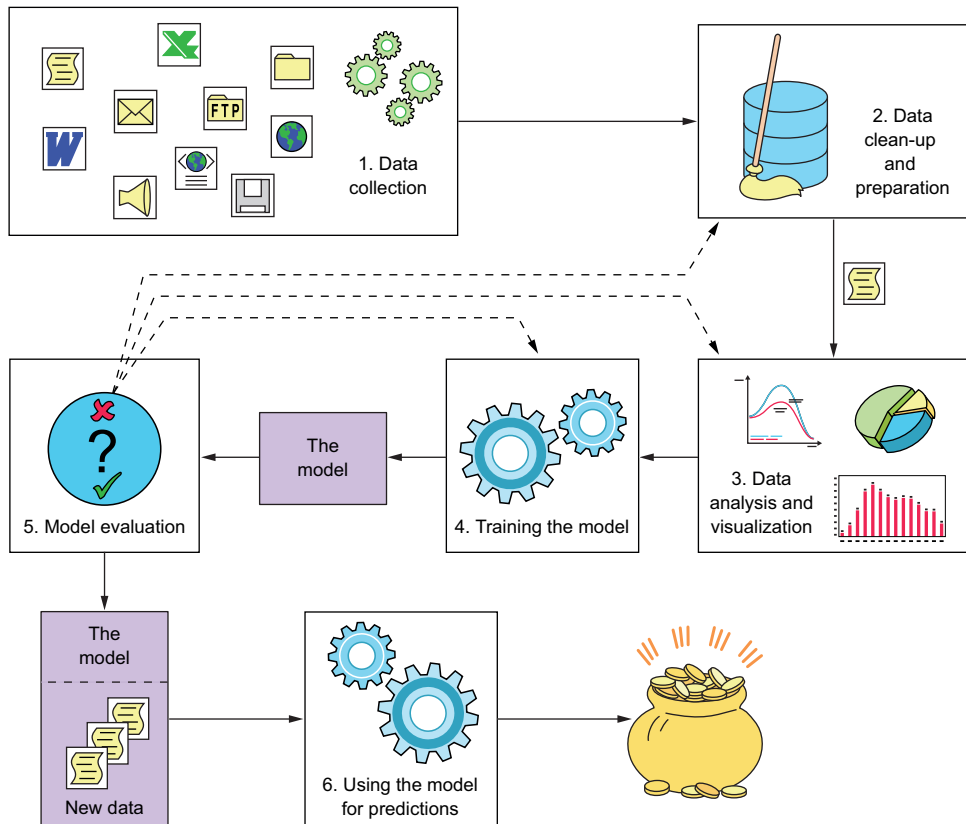 FTP
W
1. Data
collection
2. Data
clean-up
and
preparation
5. Model evaluation
?
The
model
4. Training the model
3. Data
analysis and
visualization
The
model
New data
6. Using the model
for predictions